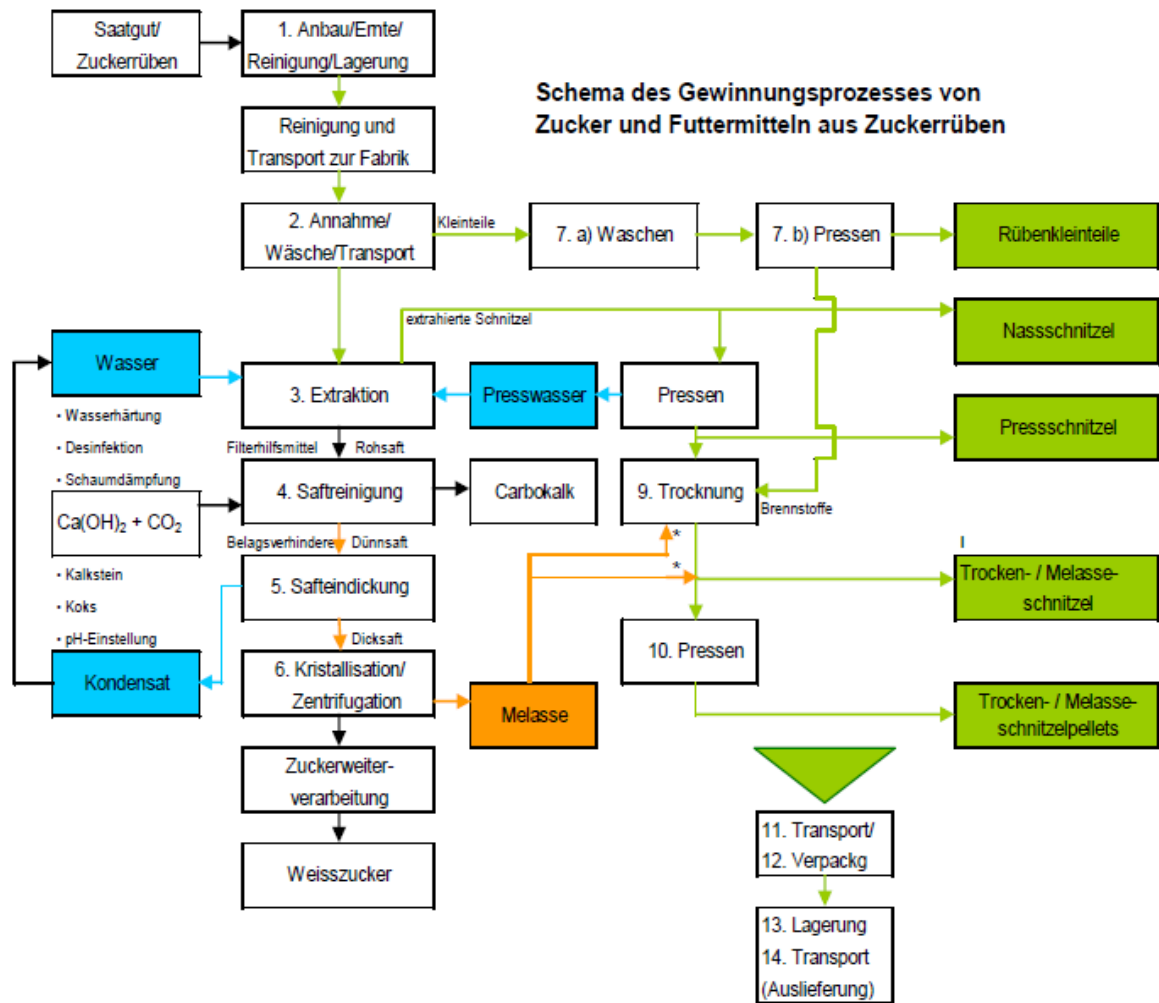 Saatgut/
Zuckerrüben
1. Anbau/Ernte/
Reinigung/Lagerung
Schema des Gewinnungsprozesses von
Zucker und Futtermitteln aus Zuckerrüben
Reinigung und
Transport zur Fabrik
2. Annahme/
Wäsche/Transport
Kleinteile
7. a) Waschen
7. b) Pressen
Rübenkleinteile
extrahierte Schnitzel
Nassschnitzel
Wasser
3. Extraktion
Presswasser
Pressen
Pressschnitzel
• Wasserhärtung
• Desinfektion
• Schaumdämpfung
Filterhilfsmittel
Rohsaft
4. Saftreinigung
Carbokalk
9. Trocknung
Brennstoffe
Ca(OH)₂ + CO₂
Belagsverhindere
Dünnsaft
*
*
I
Trocken- / Melasse-
schnitzel
5. Safteindickung
• Kalkstein
• Koks
• pH-Einstellung
Dicksaft
10. Pressen
Kondensat
6. Kristallisation/
Zentrifugation
Melasse
Trocken- / Melasse-
schnitzelpellets
Zuckerweiter-
verarbeitung
11. Transport/
12. Verpackg
Weisszucker
13. Lagerung
14. Transport
(Auslieferung)